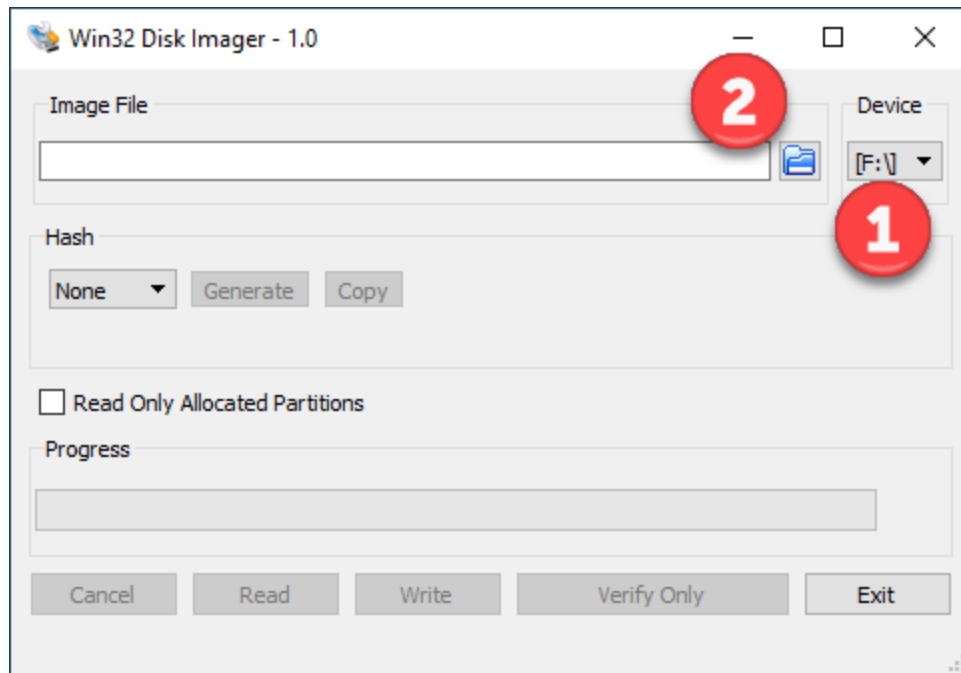 Win32 Disk Imager - 1.0
2
Image File
Device
[F:\]
1
Hash
None Generate Copy
Read Only Allocated Partitions
Progress
Cancel Read Write Verify Only Exit